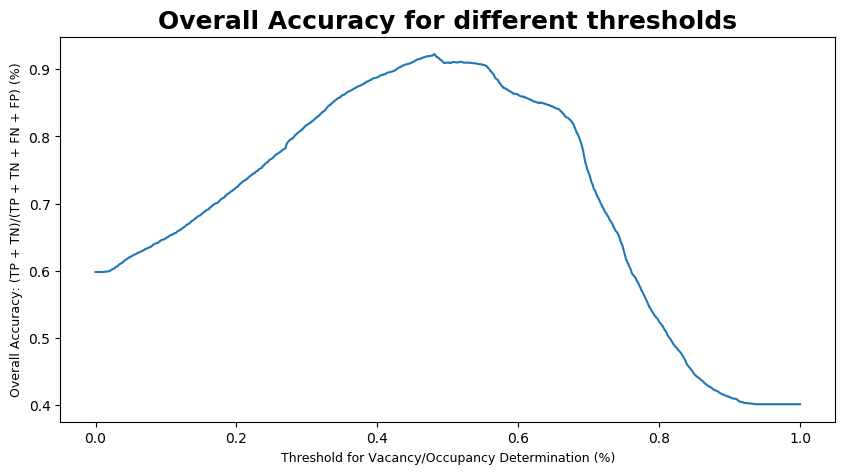 Overall Accuracy for different thresholds
Overall Accuracy: (TP + TN)/(TP + TN + FN + FP) (%)
0.9
0.8
0.7
0.6
0.5
0.4
0.0 0.2 0.4 0.6 0.8 1.0
Threshold for Vacancy/Occupancy Determination (%)